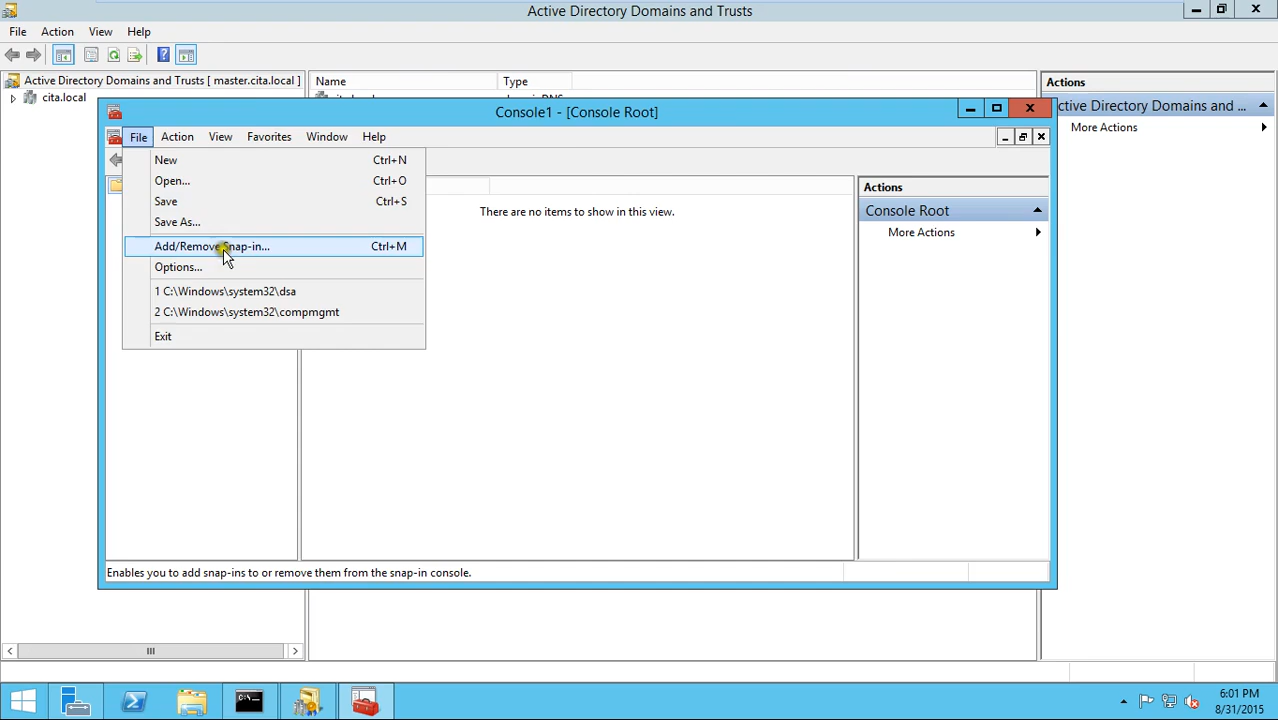 Active Directory Domains and Trusts
File Action View Help
Active Directory Domains and Trusts [ master.cita.local ]
cita.local
Name Type
Actions
ctive Directory Domains and ...
More Actions
Console1 - [Console Root]
File Action View Favorites Window Help
New Ctrl+N
Open... Ctrl+O
Save Ctrl+S
Save As...
Add/Remove Snap-in... Ctrl+M
Options...
1 C:\Windows\system32\dsa
2 C:\Windows\system32\compmgmt
Exit
There are no items to show in this view.
Actions
Console Root
More Actions
Enables you to add snap-ins to or remove them from the snap-in console.
6:01 PM
8/31/2015